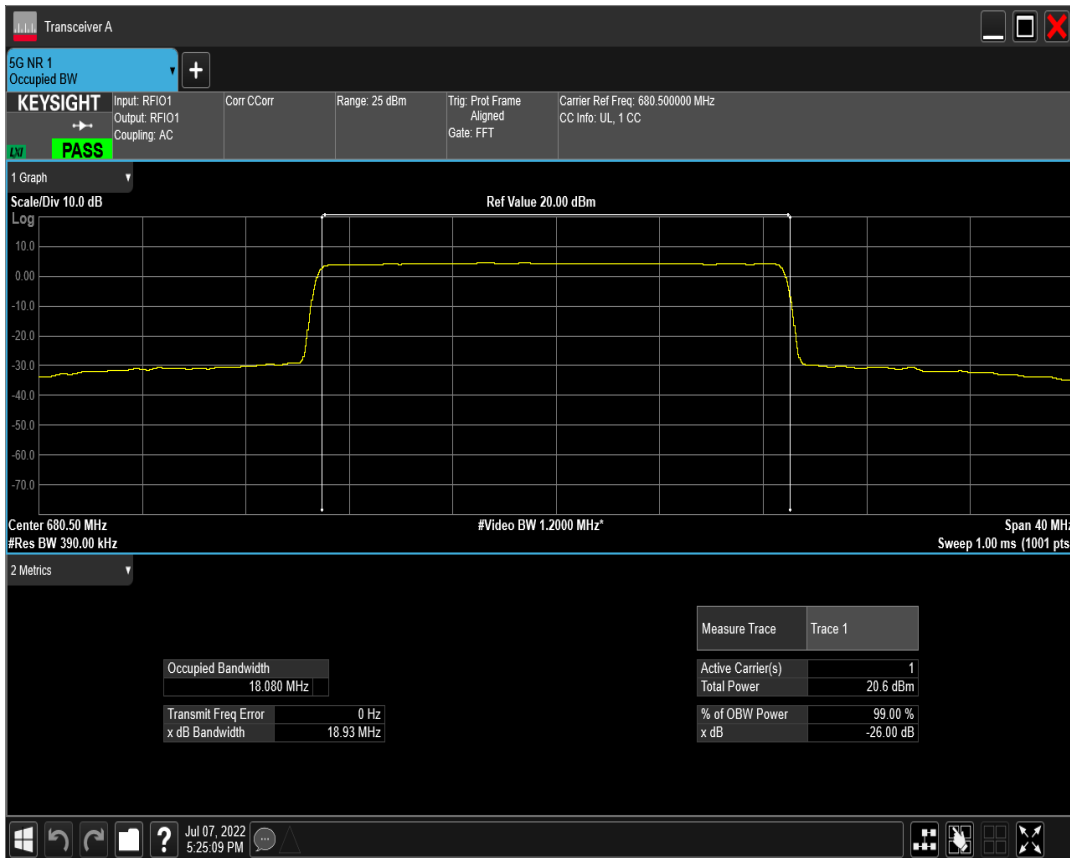 Transceiver A
5G NR 1
Occupied BW
KEYSIGHT
LXI
PASS
Input: RFIO1
Output: RFIO1
Coupling: AC
Corr CCorr
Range: 25 dBm
Trig: Prot Frame
Aligned
Gate: FFT
Carrier Ref Freq: 680.500000 MHz
CC Info: UL, 1 CC
1 Graph
Scale/Div 10.0 dB
Ref Value 20.00 dBm
Log
10.0
0.00
-10.0
-20.0
-30.0
-40.0
-50.0
-60.0
-70.0
Center 680.50 MHz
#Video BW 1.2000 MHz*
Span 40 MHz
#Res BW 390.00 kHz
Sweep 1.00 ms (1001 pts
2 Metrics
Measure Trace Trace 1
Occupied Bandwidth
18.080 MHz
Active Carrier(s) 1
Total Power 20.6 dBm
Transmit Freq Error 0 Hz
x dB Bandwidth 18.93 MHz
% of OBW Power 99.00 %
x dB -26.00 dB
?
Jul 07, 2022
5:25:09 PM